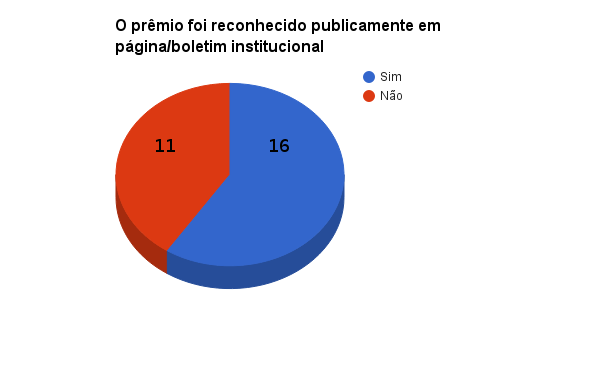 O prêmio foi reconhecido publicamente em
página/boletim institucional
Sim
Não
11
16